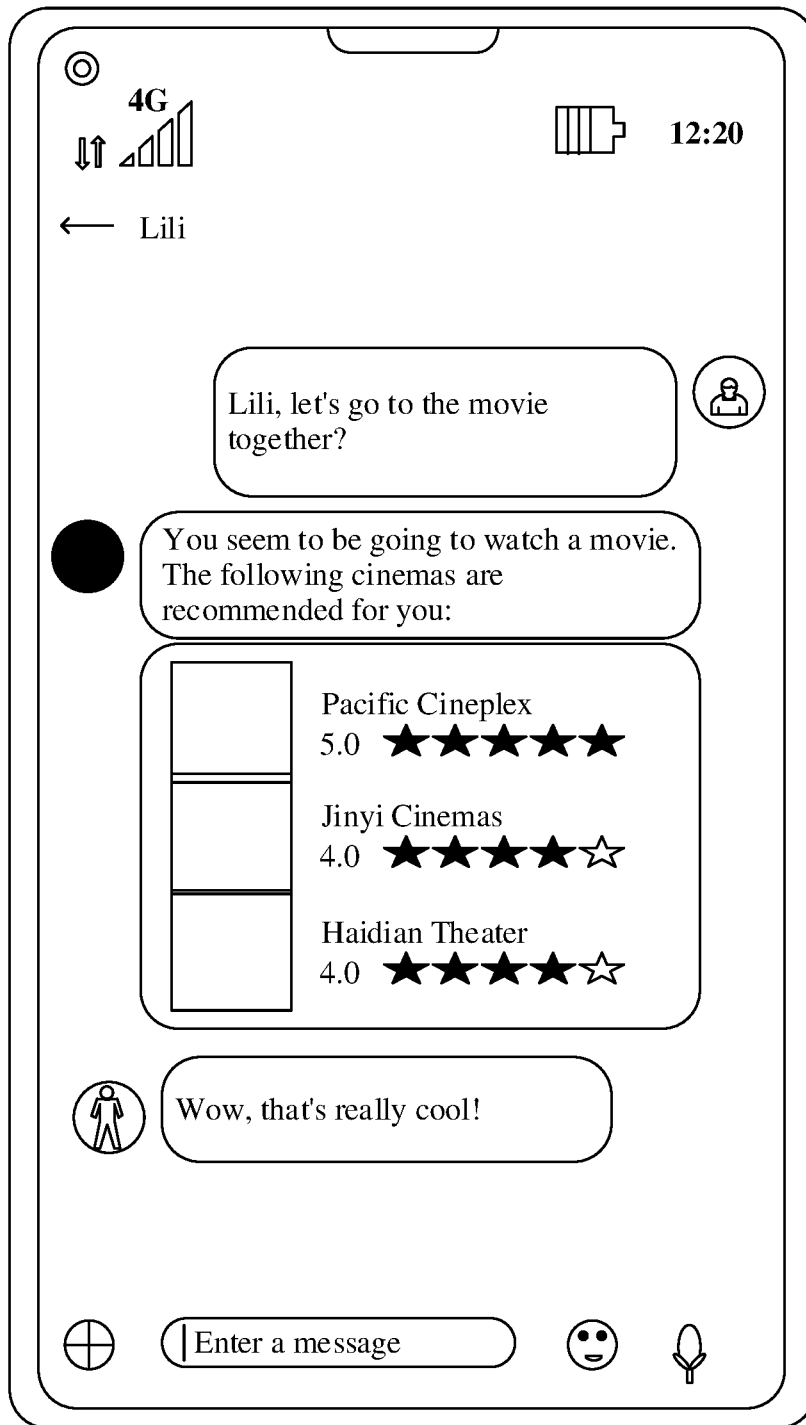 4G
12:20
Lili
Lili, let's go to the movie
together?
You seem to be going to watch a movie.
The following cinemas are
recommended for you:
Pacific Cineplex
5.0
Jinyi Cinemas
4.0
Haidian Theater
4.0
Wow, that's really cool!
Enter a message